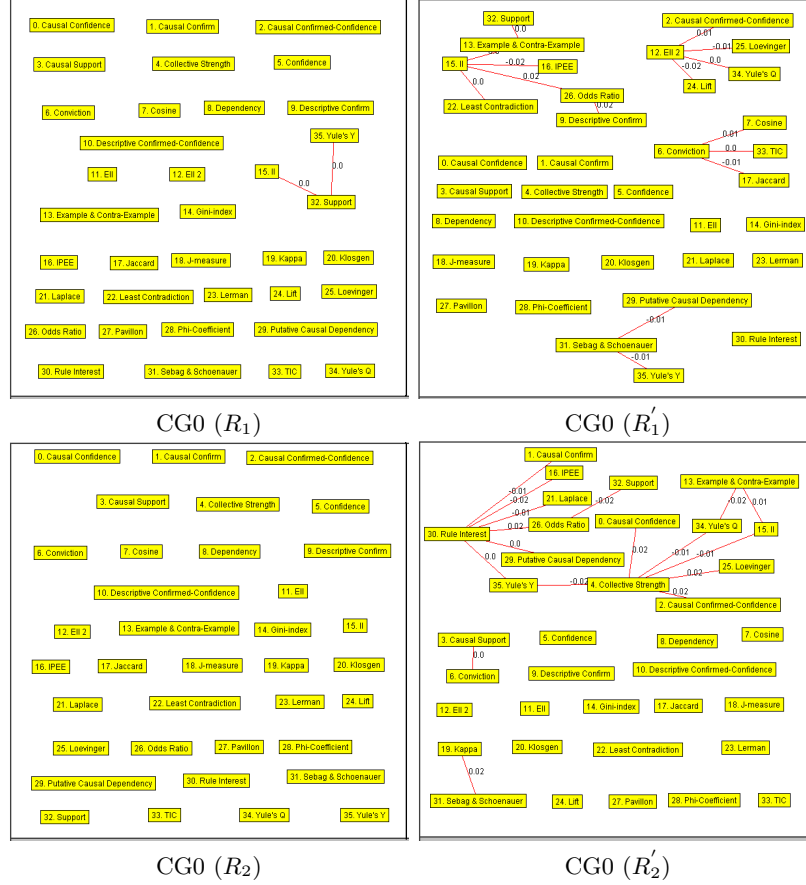 0. Causal Confidence 1. Causal Confirm 2. Causal Confirmed-Confidence
3. Causal Support 4. Collective Strength 5. Confidence
6. Conviction 7. Cosine 8. Dependency 9. Descriptive Confirm
10. Descriptive Confirmed-Confidence 35. Yule's Y
11. EII 12. EII 2 15. II 0.0 0.0
32. Support
13. Example & Contra-Example 14. Gini-index
16. IPEE 17. Jaccard 18. J-measure 19. Kappa 20. Klosgen
21. Laplace 22. Least Contradiction 23. Lerman 24. Lift 25. Loevinger
26. Odds Ratio 27. Pavillon 28. Phi-Coefficient 29. Putative Causal Dependency
30. Rule Interest 31. Sebag & Schoenauer 33. TIC 34. Yule's Q
CG0 (R1)
32. Support 2. Causal Confirmed-Confidence
0.0 0.01
13. Example & Contra-Example 12. EII 2 -0.01 25. Loevinger
15. II 0.0 -0.02 16. IPEE 0.0 34. Yule's Q
0.0 0.02 -0.02 24. Lift
22. Least Contradiction 26. Odds Ratio
0.02
9. Descriptive Confirm 7. Cosine
0.01
6. Conviction 0.0 33. TIC
-0.01
17. Jaccard
0. Causal Confidence 1. Causal Confirm
3. Causal Support 4. Collective Strength 5. Confidence
8. Dependency 10. Descriptive Confirmed-Confidence 11. EII 14. Gini-index
18. J-measure 19. Kappa 20. Klosgen 21. Laplace 23. Lerman
27. Pavillon 28. Phi-Coefficient 29. Putative Causal Dependency
-0.01
31. Sebag & Schoenauer 30. Rule Interest
-0.01
35. Yule's Y
CG0 (R'1)
0. Causal Confidence 1. Causal Confirm 2. Causal Confirmed-Confidence
3. Causal Support 4. Collective Strength 5. Confidence
6. Conviction 7. Cosine 8. Dependency 9. Descriptive Confirm
10. Descriptive Confirmed-Confidence 11. EII
12. EII 2 13. Example & Contra-Example 14. Gini-index 15. II
16. IPEE 17. Jaccard 18. J-measure 19. Kappa 20. Klosgen
21. Laplace 22. Least Contradiction 23. Lerman 24. Lift
25. Loevinger 26. Odds Ratio 27. Pavillon 28. Phi-Coefficient
29. Putative Causal Dependency 30. Rule Interest 31. Sebag & Schoenauer
32. Support 33. TIC 34. Yule's Q 35. Yule's Y
CG0 (R2)
1. Causal Confirm
16. IPEE 32. Support 13. Example & Contra-Example
-0.01 -0.02 -0.02 0.01
21. Laplace -0.02
-0.01 0. Causal Confidence
30. Rule Interest 0.02 26. Odds Ratio 34. Yule's Q 15. II
0.0 0.02 -0.01 -0.01
29. Putative Causal Dependency
0.0 25. Loevinger
35. Yule's Y -0.02 4. Collective Strength 0.02
0.02
2. Causal Confirmed-Confidence
3. Causal Support 5. Confidence 8. Dependency 7. Cosine
0.0
6. Conviction 9. Descriptive Confirm 10. Descriptive Confirmed-Confidence
12. EII 2 11. EII 14. Gini-index 17. Jaccard 18. J-measure
19. Kappa 20. Klosgen 22. Least Contradiction 23. Lerman
0.02
31. Sebag & Schoenauer 24. Lift 27. Pavillon 28. Phi-Coefficient 33. TIC
CG0 (R'2)